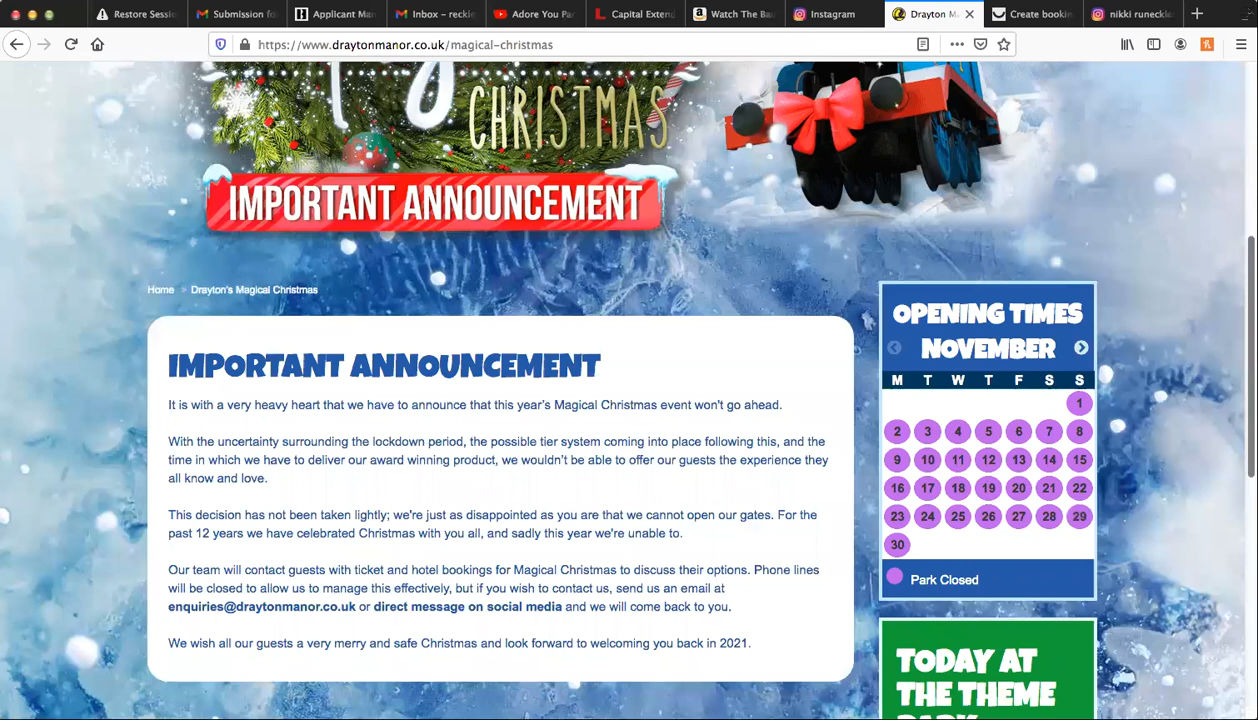 Restore Sessi
Submission fo
Applicant Man
Inbox – reckle
Adore You Par
Capital Extend
Watch The Bau
Instagram
Drayton M
Create bookin
nikki runeckle
https://www.draytonmanor.co.uk/magical-christmas
CHRISTMAS
IMPORTANT ANNOUNCEMENT
Home > Drayton's Magical Christmas
IMPORTANT ANNOUNCEMENT
It is with a very heavy heart that we have to announce that this year's Magical Christmas event won't go ahead.
With the uncertainty surrounding the lockdown period, the possible tier system coming into place following this, and the
time in which we have to deliver our award winning product, we wouldn't be able to offer our guests the experience they
all know and love.
This decision has not been taken lightly; we're just as disappointed as you are that we cannot open our gates. For the
past 12 years we have celebrated Christmas with you all, and sadly this year we're unable to.
Our team will contact guests with ticket and hotel bookings for Magical Christmas to discuss their options. Phone lines
will be closed to allow us to manage this effectively, but if you wish to contact us, send us an email at
enquiries@draytonmanor.co.uk or direct message on social media and we will come back to you.
We wish all our guests a very merry and safe Christmas and look forward to welcoming you back in 2021.
OPENING TIMES
NOVEMBER
M T W T F S S
1
2 3 4 5 6 7 8
9 10 11 12 13 14 15
16 17 18 19 20 21 22
23 24 25 26 27 28 29
30
Park Closed
TODAY AT
THE THEME
PARK